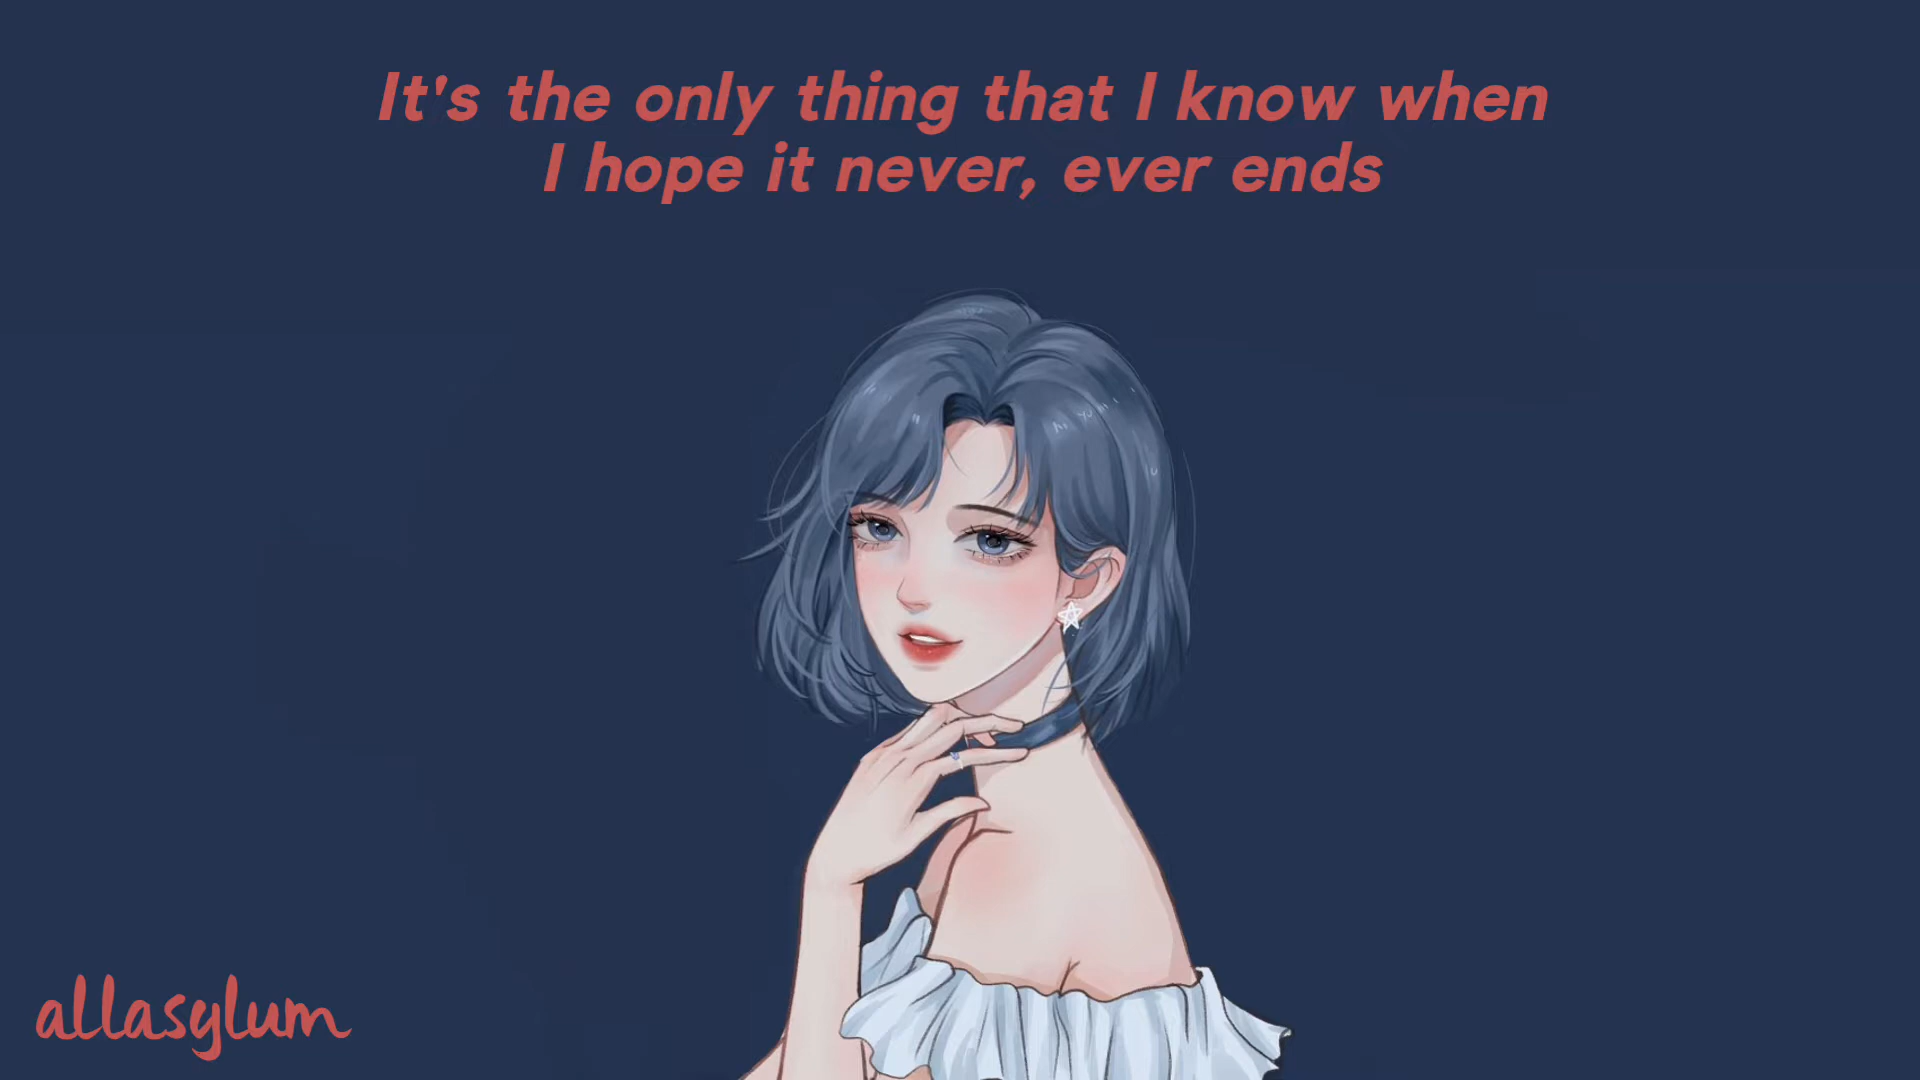 It's the only thing that I know when
I hope it never, ever ends
allasylum